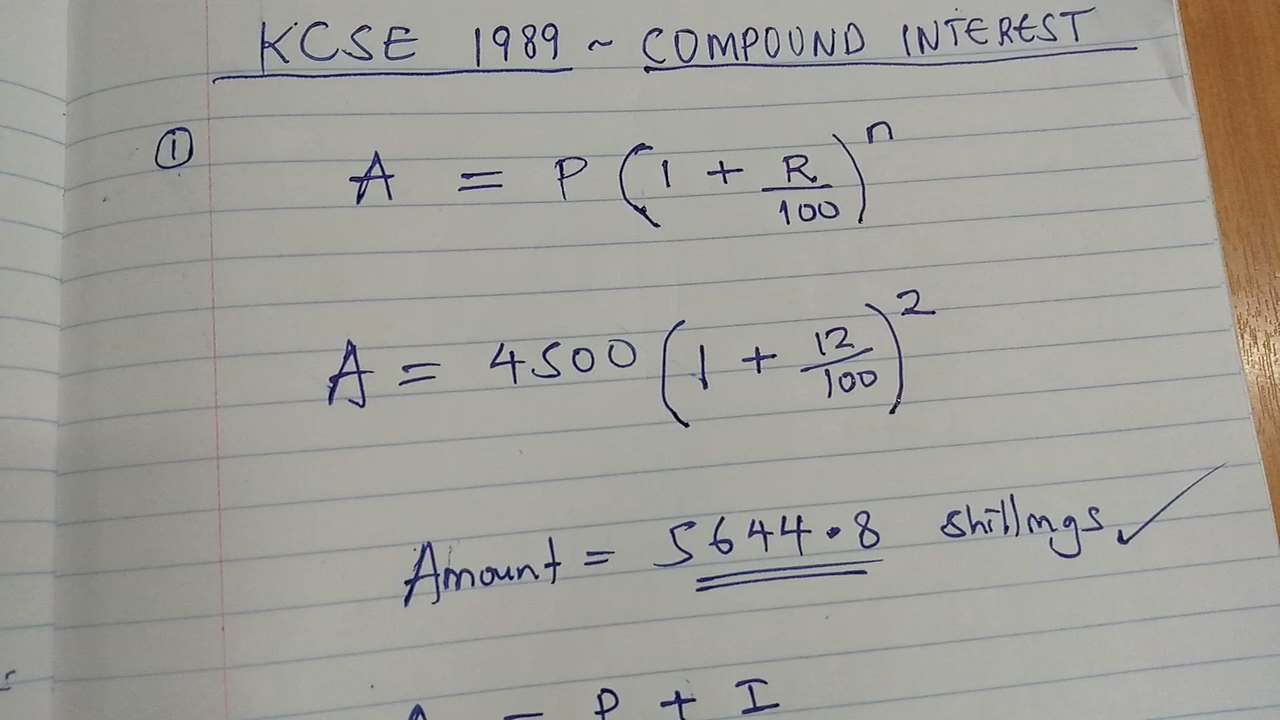 KCSE 1989 ~ COMPOUND INTEREST
① A = P (1 + R/100)^n
A = 4500 (1 + 12/100)^2
Amount = 5644.8 shillings ✓
A = P + I